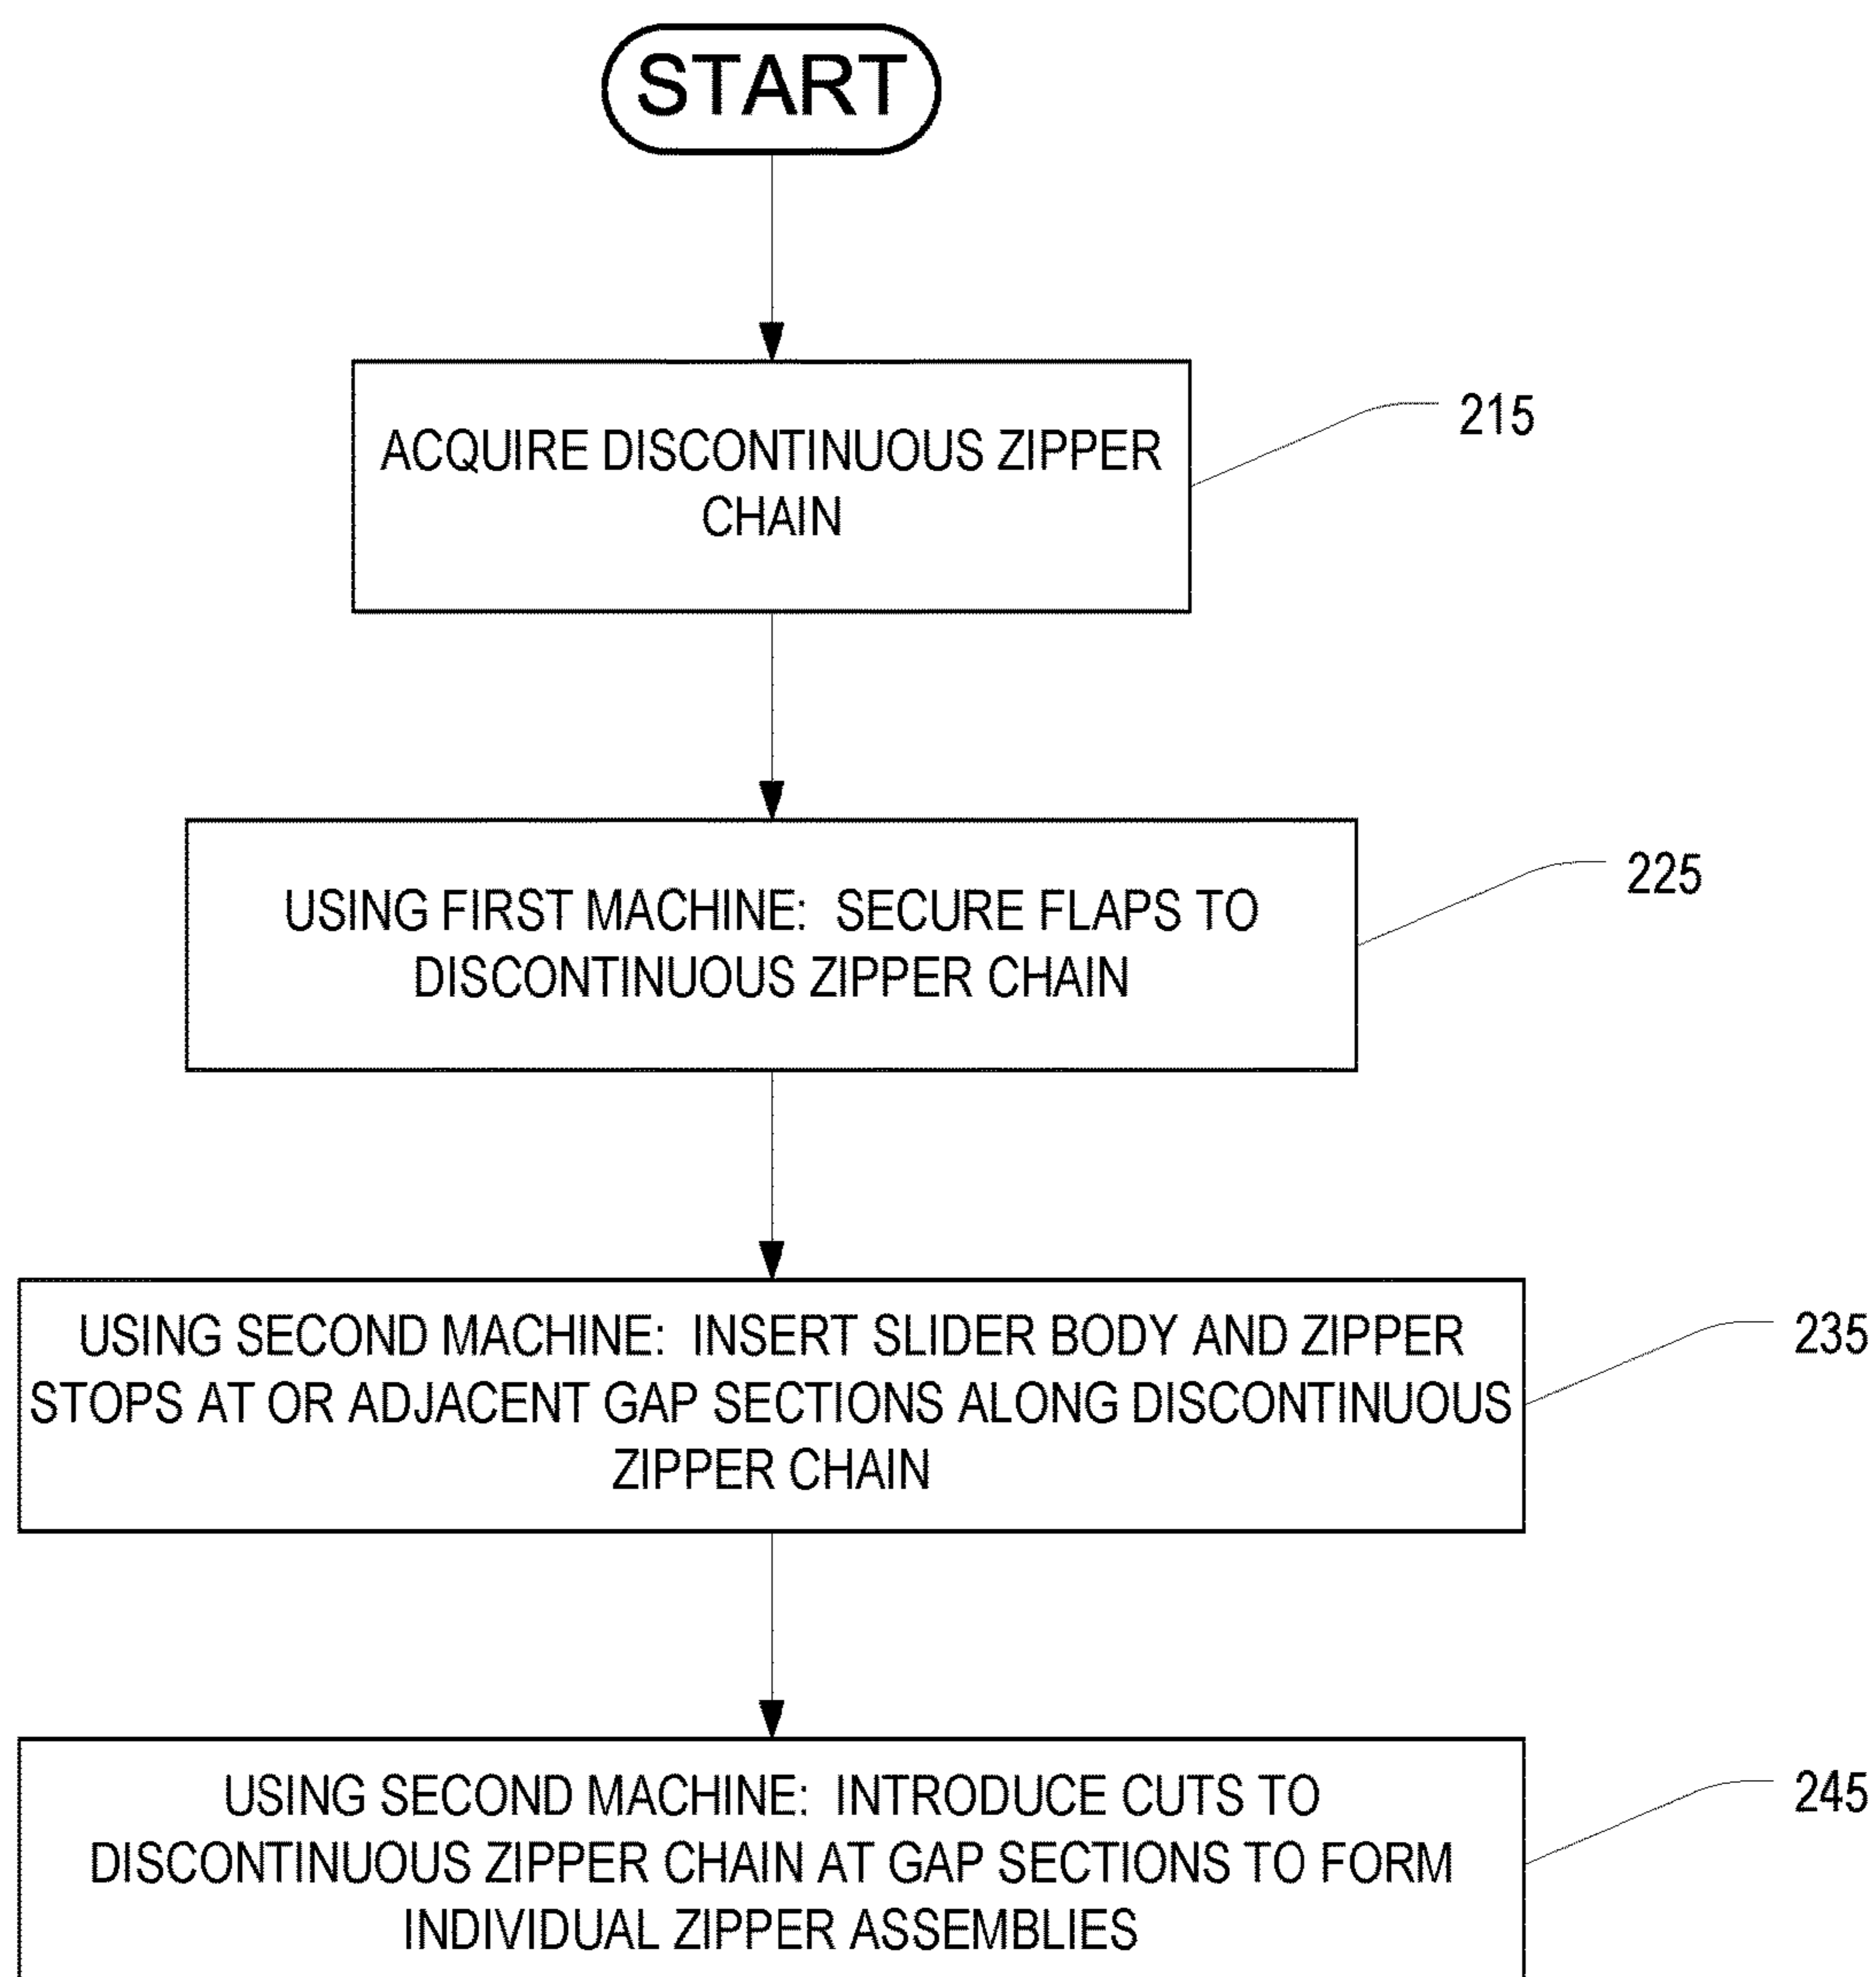 START
ACQUIRE DISCONTINUOUS ZIPPER
CHAIN
215
USING FIRST MACHINE: SECURE FLAPS TO
DISCONTINUOUS ZIPPER CHAIN
225
USING SECOND MACHINE: INSERT SLIDER BODY AND ZIPPER
STOPS AT OR ADJACENT GAP SECTIONS ALONG DISCONTINUOUS
ZIPPER CHAIN
235
USING SECOND MACHINE: INTRODUCE CUTS TO
DISCONTINUOUS ZIPPER CHAIN AT GAP SECTIONS TO FORM
INDIVIDUAL ZIPPER ASSEMBLIES
245